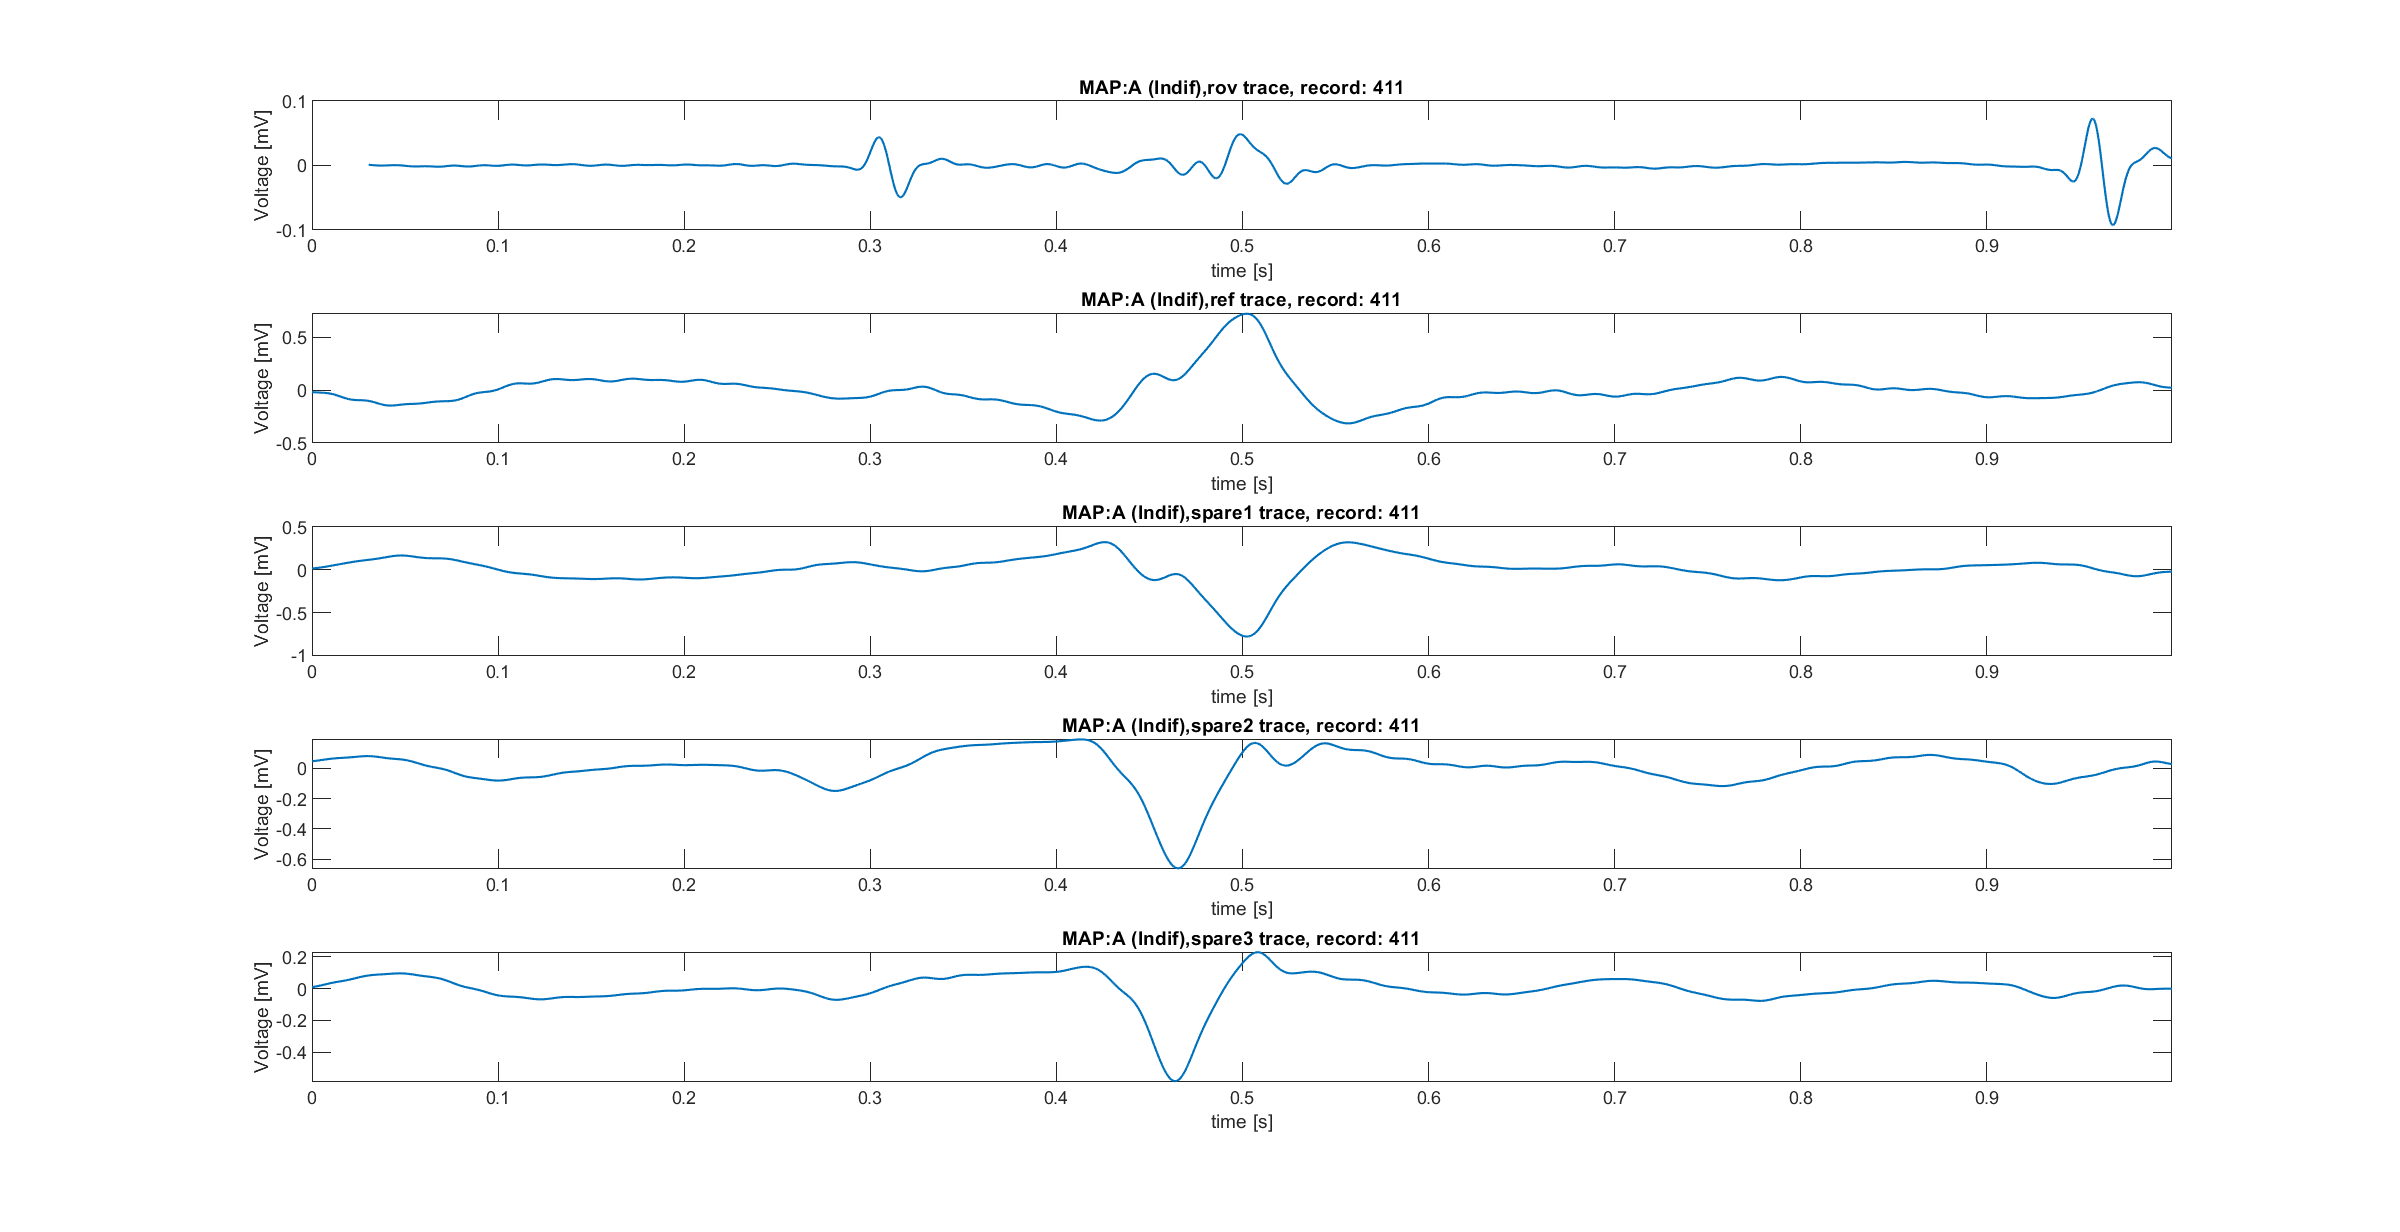 MAP:A (Indif),rov trace, record: 411
Voltage [mV]
0.1
0
-0.1
0 0.1 0.2 0.3 0.4 0.5 0.6 0.7 0.8 0.9
time [s]
MAP:A (Indif),ref trace, record: 411
Voltage [mV]
0.5
0
-0.5
0 0.1 0.2 0.3 0.4 0.5 0.6 0.7 0.8 0.9
time [s]
MAP:A (Indif),spare1 trace, record: 411
Voltage [mV]
0.5
0
-0.5
-1
0 0.1 0.2 0.3 0.4 0.5 0.6 0.7 0.8 0.9
time [s]
MAP:A (Indif),spare2 trace, record: 411
Voltage [mV]
0
-0.2
-0.4
-0.6
0 0.1 0.2 0.3 0.4 0.5 0.6 0.7 0.8 0.9
time [s]
MAP:A (Indif),spare3 trace, record: 411
Voltage [mV]
0.2
0
-0.2
-0.4
0 0.1 0.2 0.3 0.4 0.5 0.6 0.7 0.8 0.9
time [s]